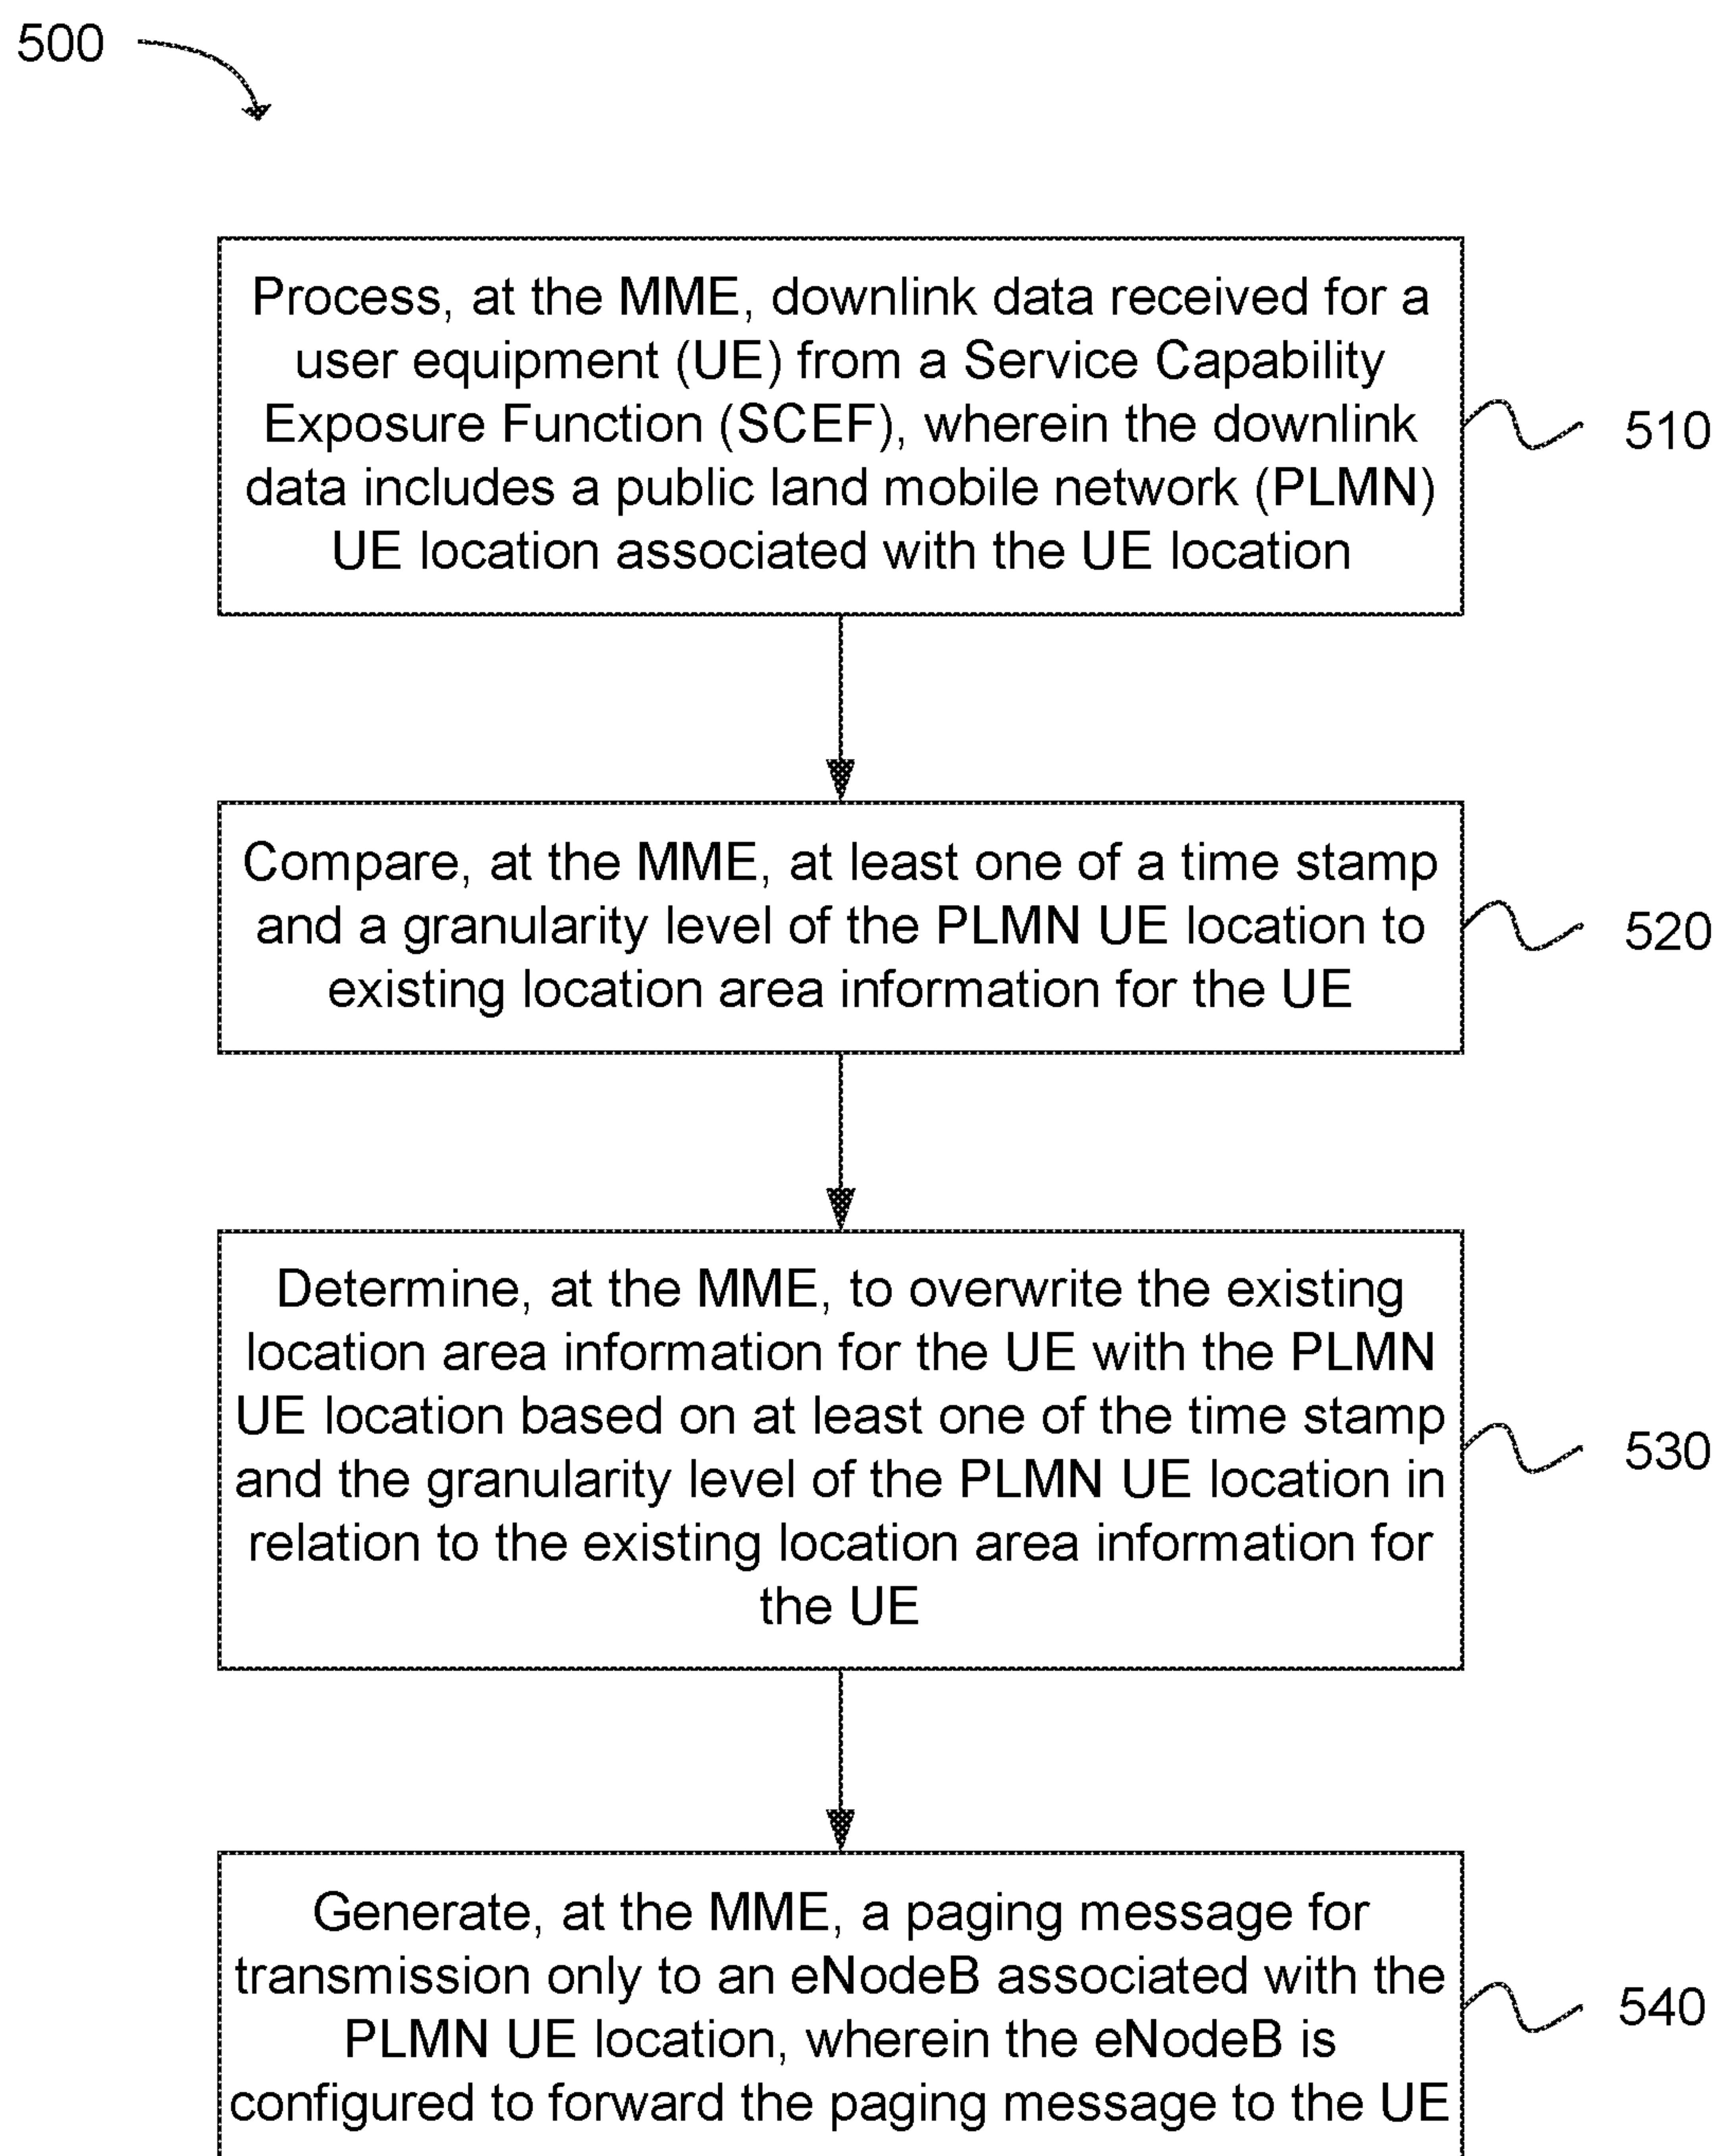 500
Process, at the MME, downlink data received for a
user equipment (UE) from a Service Capability
Exposure Function (SCEF), wherein the downlink
data includes a public land mobile network (PLMN)
UE location associated with the UE location
510
Compare, at the MME, at least one of a time stamp
and a granularity level of the PLMN UE location to
existing location area information for the UE
520
Determine, at the MME, to overwrite the existing
location area information for the UE with the PLMN
UE location based on at least one of the time stamp
and the granularity level of the PLMN UE location in
relation to the existing location area information for
the UE
530
Generate, at the MME, a paging message for
transmission only to an eNodeB associated with the
PLMN UE location, wherein the eNodeB is
configured to forward the paging message to the UE
540